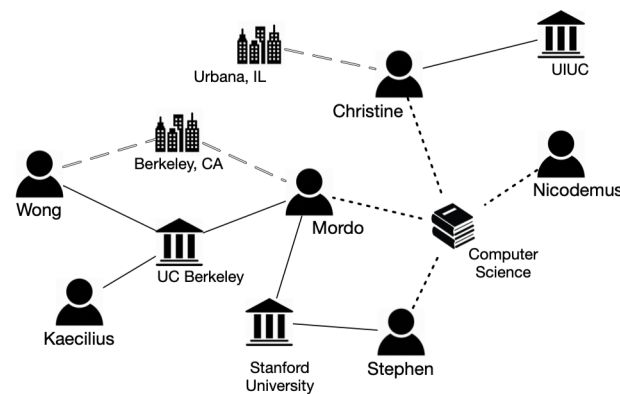 UIUC
Urbana, IL
Christine
Berkeley, CA
Nicodemus
Wong
Mordo
Computer
Science
UC Berkeley
Kaecilius
Stanford
University
Stephen